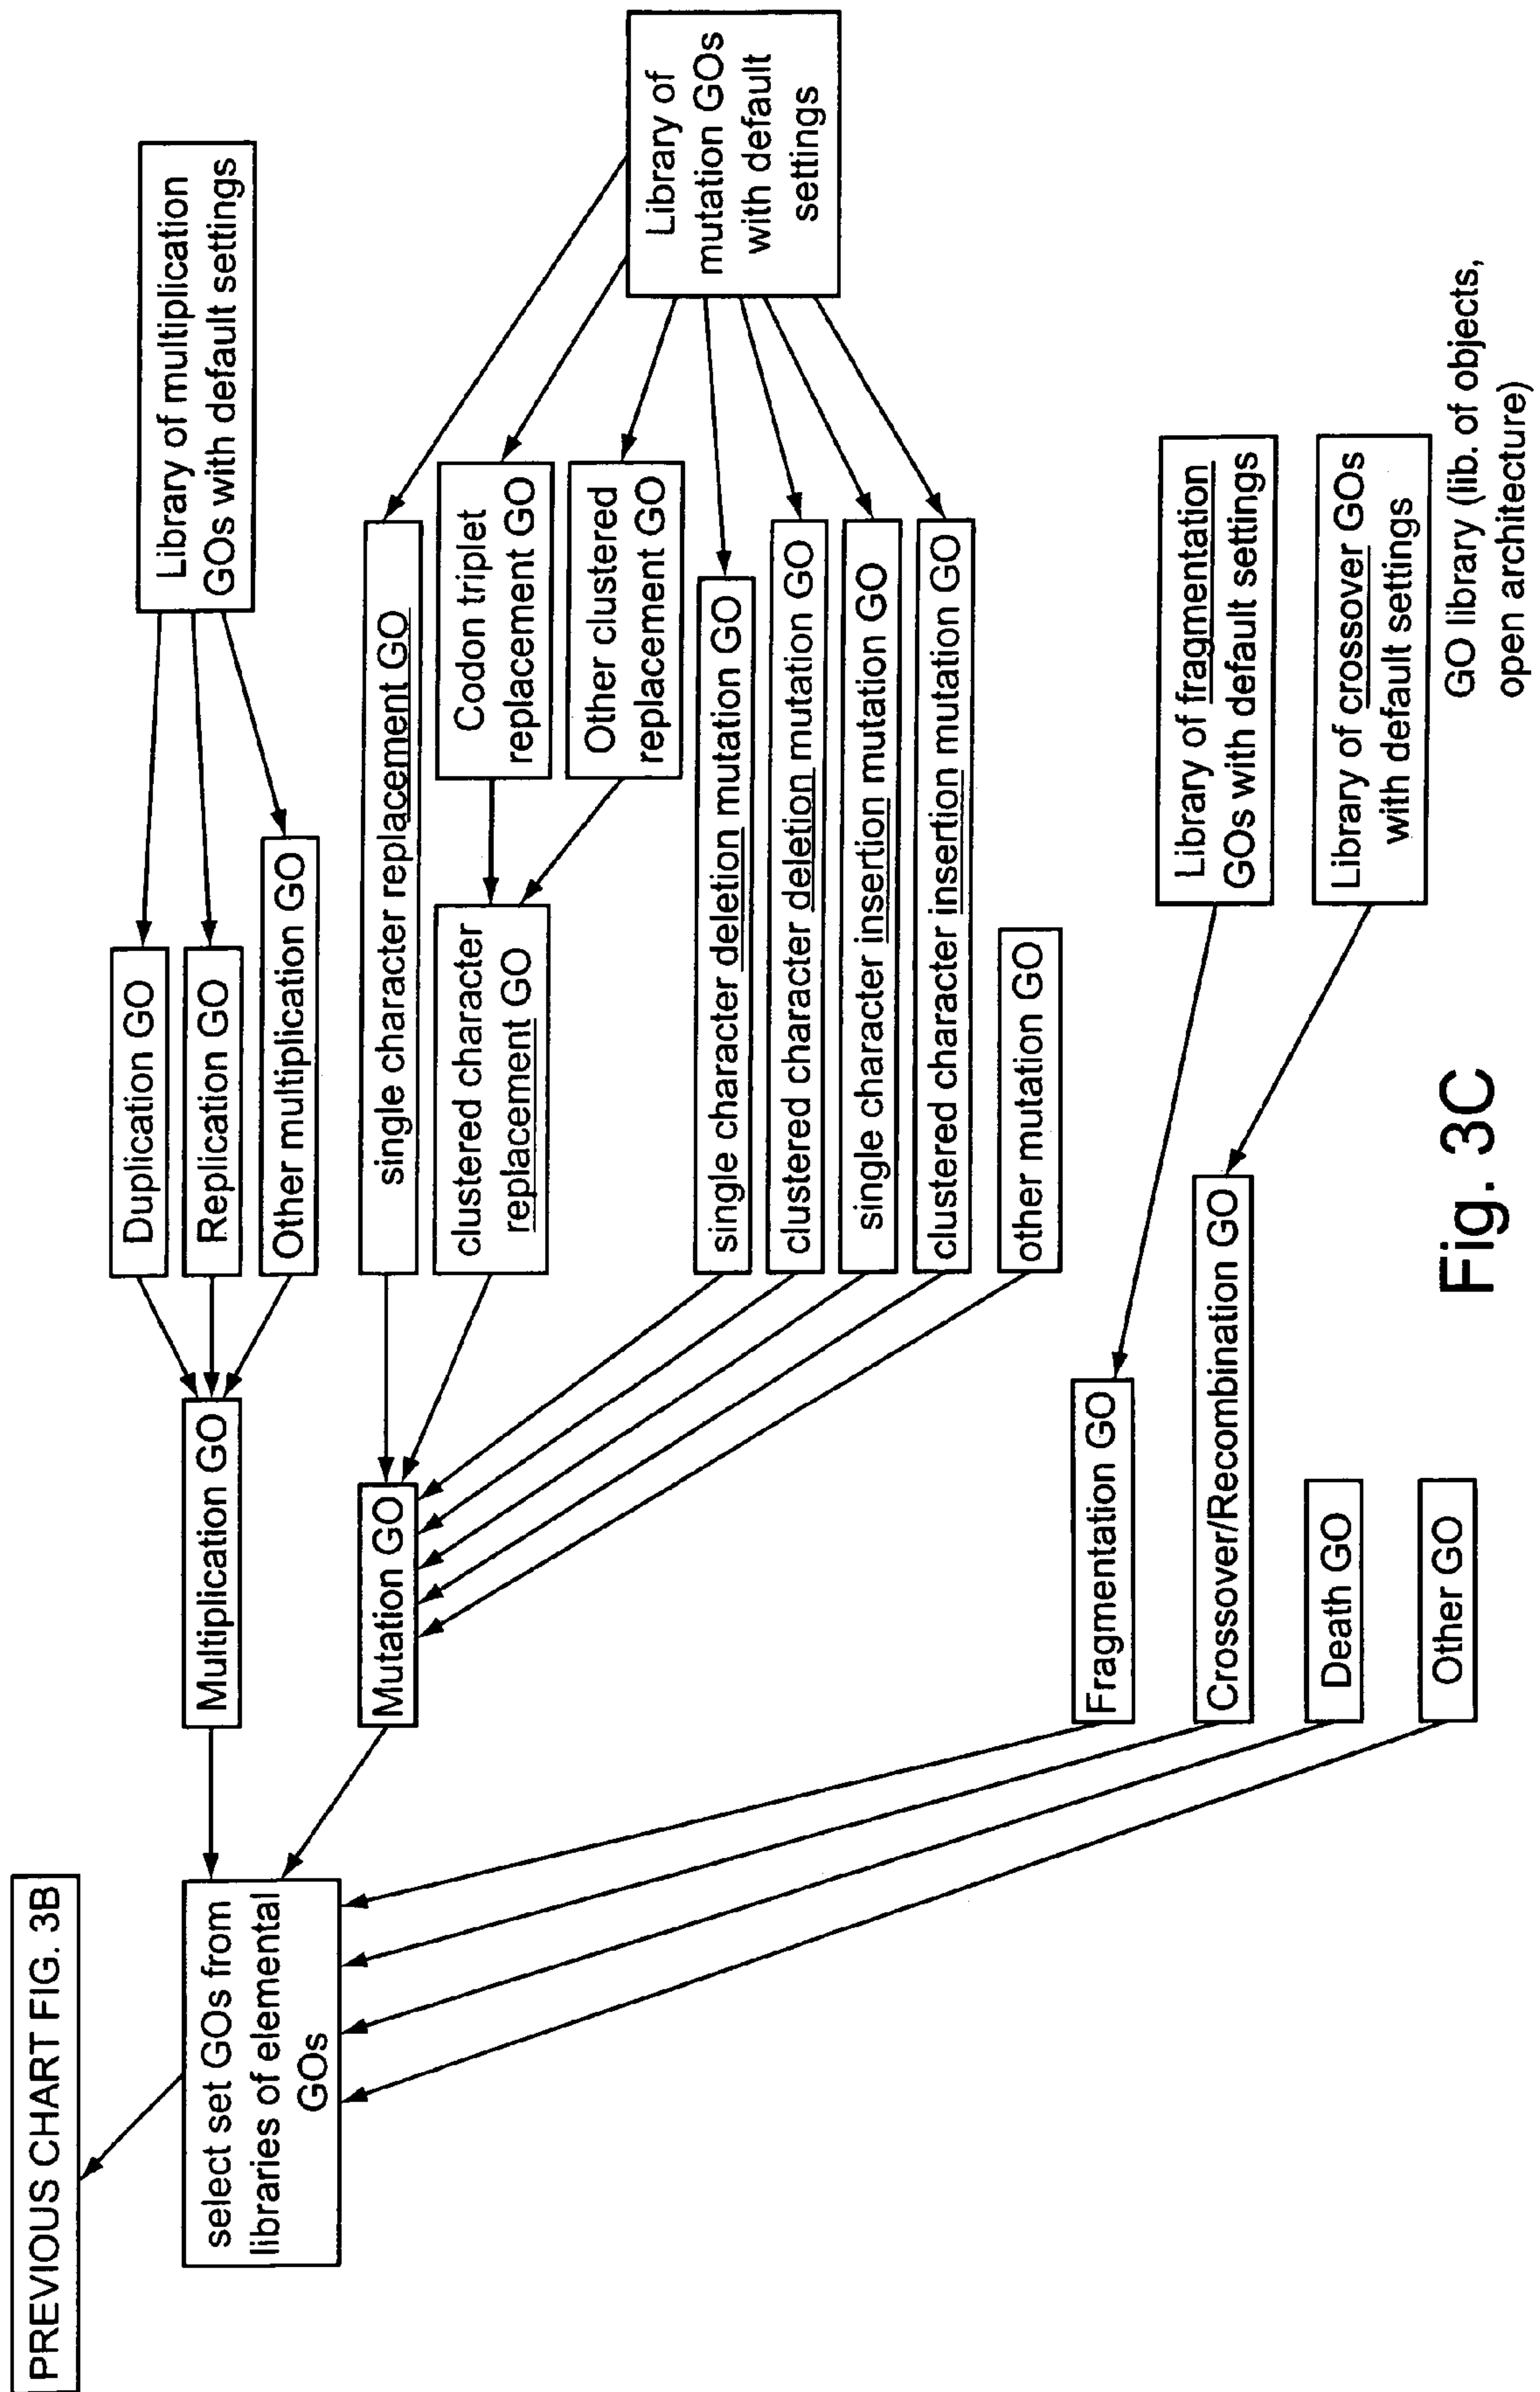 PREVIOUS CHART FIG. 3B
select set GOs from
libraries of elemental
GOs
Multiplication GO
Duplication GO
Replication GO
Other multiplication GO
Library of multiplication
GOs with default settings
Mutation GO
single character replacement GO
clustered character
replacement GO
Codon triplet
replacement GO
Other clustered
replacement GO
single character deletion mutation GO
clustered character deletion mutation GO
single character insertion mutation GO
clustered character insertion mutation GO
other mutation GO
Library of
mutation GOs
with default
settings
Fragmentation GO
Library of fragmentation
GOs with default settings
Crossover/Recombination GO
Library of crossover GOs
with default settings
Death GO
Other GO
GO library (lib. of objects,
open architecture)
Fig. 3C